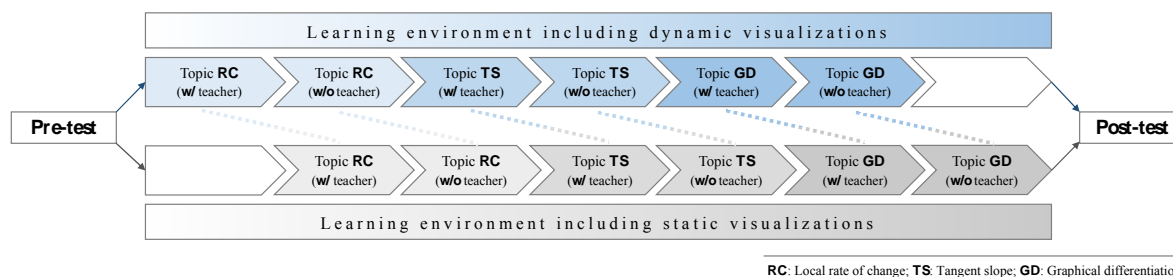 Learning environment including dynamic visualizations
Topic RC
(w/ teacher)
Topic RC
(w/o teacher)
Topic TS
(w/ teacher)
Topic TS
(w/o teacher)
Topic GD
(w/ teacher)
Topic GD
(w/o teacher)
Pre-test
Post-test
Topic RC
(w/ teacher)
Topic RC
(w/o teacher)
Topic TS
(w/ teacher)
Topic TS
(w/o teacher)
Topic GD
(w/ teacher)
Topic GD
(w/o teacher)
Learning environment including static visualizations
RC: Local rate of change; TS: Tangent slope; GD: Graphical differentiatio